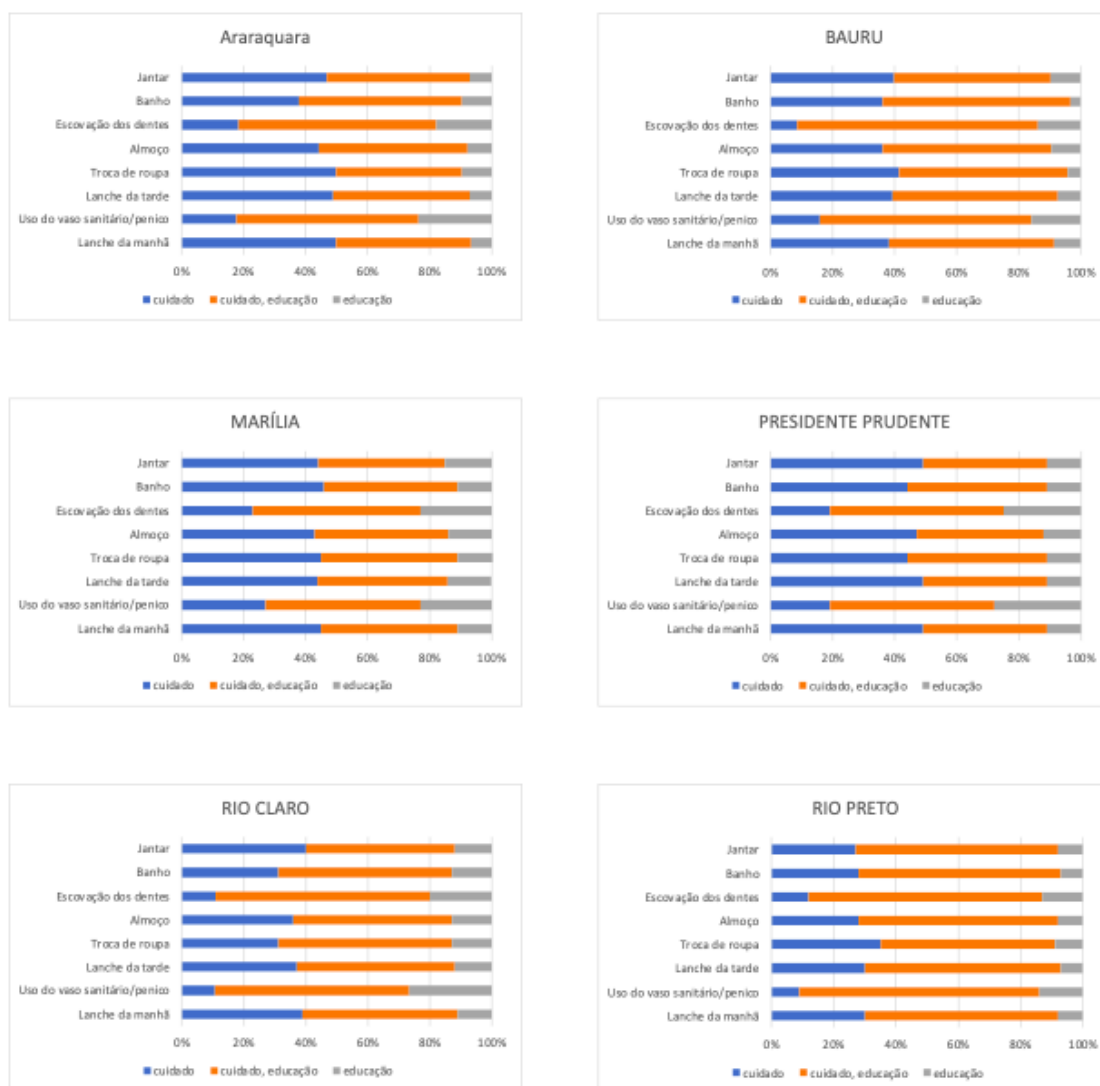 Araraquara
Jantar
Banho
Escovação dos dentes
Almoço
Troca de roupa
Lanche da tarde
Uso do vaso sanitário/penico
Lanche da manhã
0% 20% 40% 60% 80% 100%
cuidado cuidado, educação educação
BAURU
Jantar
Banho
Escovação dos dentes
Almoço
Troca de roupa
Lanche da tarde
Uso do vaso sanitário/penico
Lanche da manhã
0% 20% 40% 60% 80% 100%
cuidado cuidado, educação educação
MARÍLIA
Jantar
Banho
Escovação dos dentes
Almoço
Troca de roupa
Lanche da tarde
Uso do vaso sanitário/penico
Lanche da manhã
0% 20% 40% 60% 80% 100%
cuidado cuidado, educação educação
PRESIDENTE PRUDENTE
Jantar
Banho
Escovação dos dentes
Almoço
Troca de roupa
Lanche da tarde
Uso do vaso sanitário/penico
Lanche da manhã
0% 20% 40% 60% 80% 100%
cuidado cuidado, educação educação
RIO CLARO
Jantar
Banho
Escovação dos dentes
Almoço
Troca de roupa
Lanche da tarde
Uso do vaso sanitário/penico
Lanche da manhã
0% 20% 40% 60% 80% 100%
cuidado cuidado, educação educação
RIO PRETO
Jantar
Banho
Escovação dos dentes
Almoço
Troca de roupa
Lanche da tarde
Uso do vaso sanitário/penico
Lanche da manhã
0% 20% 40% 60% 80% 100%
cuidado cuidado, educação educação